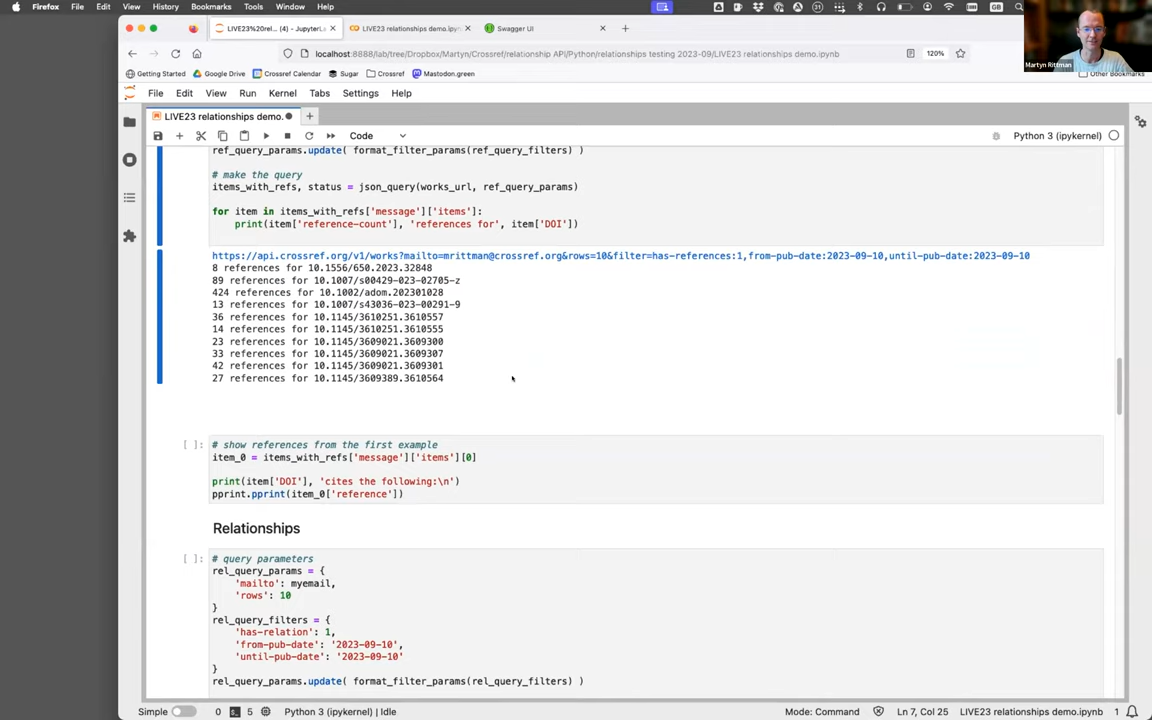 Firefox File Edit View History Bookmarks Tools Window Help
LIVE23%20rel... (4) - JupyterLa
LIVE23 relationships demo.ipynb
Swagger UI
localhost:8888/lab/tree/Dropbox/Martyn/Crossref/relationship API/Python/relationships testing 2023-09/LIVE23 relationships demo.ipynb
120%
Martyn Rittman
Getting Started Google Drive Crossref Calendar Sugar Crossref Mastodon.green
Other Bookmarks
File Edit View Run Kernel Tabs Settings Help
LIVE23 relationships demo.
Code
Python 3 (ipykernel)
ref_query_params.update( format_filter_params(ref_query_filters) )
# make the query
items_with_refs, status = json_query(works_url, ref_query_params)
for item in items_with_refs['message']['items']:
print(item['reference-count'], 'references for', item['DOI'])
https://api.crossref.org/v1/works?mailto=mrittman@crossref.org&rows=10&filter=has-references:1,from-pub-date:2023-09-10,until-pub-date:2023-09-10
8 references for 10.1556/650.2023.32848
89 references for 10.1007/s00429-023-02705-z
424 references for 10.1002/adom.202301028
13 references for 10.1007/s43036-023-00291-9
36 references for 10.1145/3610251.3610557
14 references for 10.1145/3610251.3610555
23 references for 10.1145/3609021.3609300
33 references for 10.1145/3609021.3609307
42 references for 10.1145/3609021.3609301
27 references for 10.1145/3609389.3610564
[ ]:
# show references from the first example
item_0 = items_with_refs['message']['items'][0]
print(item['DOI'], 'cites the following:\n')
pprint.pprint(item_0['reference'])
Relationships
[ ]:
# query parameters
rel_query_params = {
'mailto': myemail,
'rows': 10
}
rel_query_filters = {
'has-relation': 1,
'from-pub-date': '2023-09-10',
'until-pub-date': '2023-09-10'
}
rel_query_params.update( format_filter_params(rel_query_filters) )
Simple 0 5 Python 3 (ipykernel) | Idle
Mode: Command Ln 7, Col 25 LIVE23 relationships demo.ipynb 1